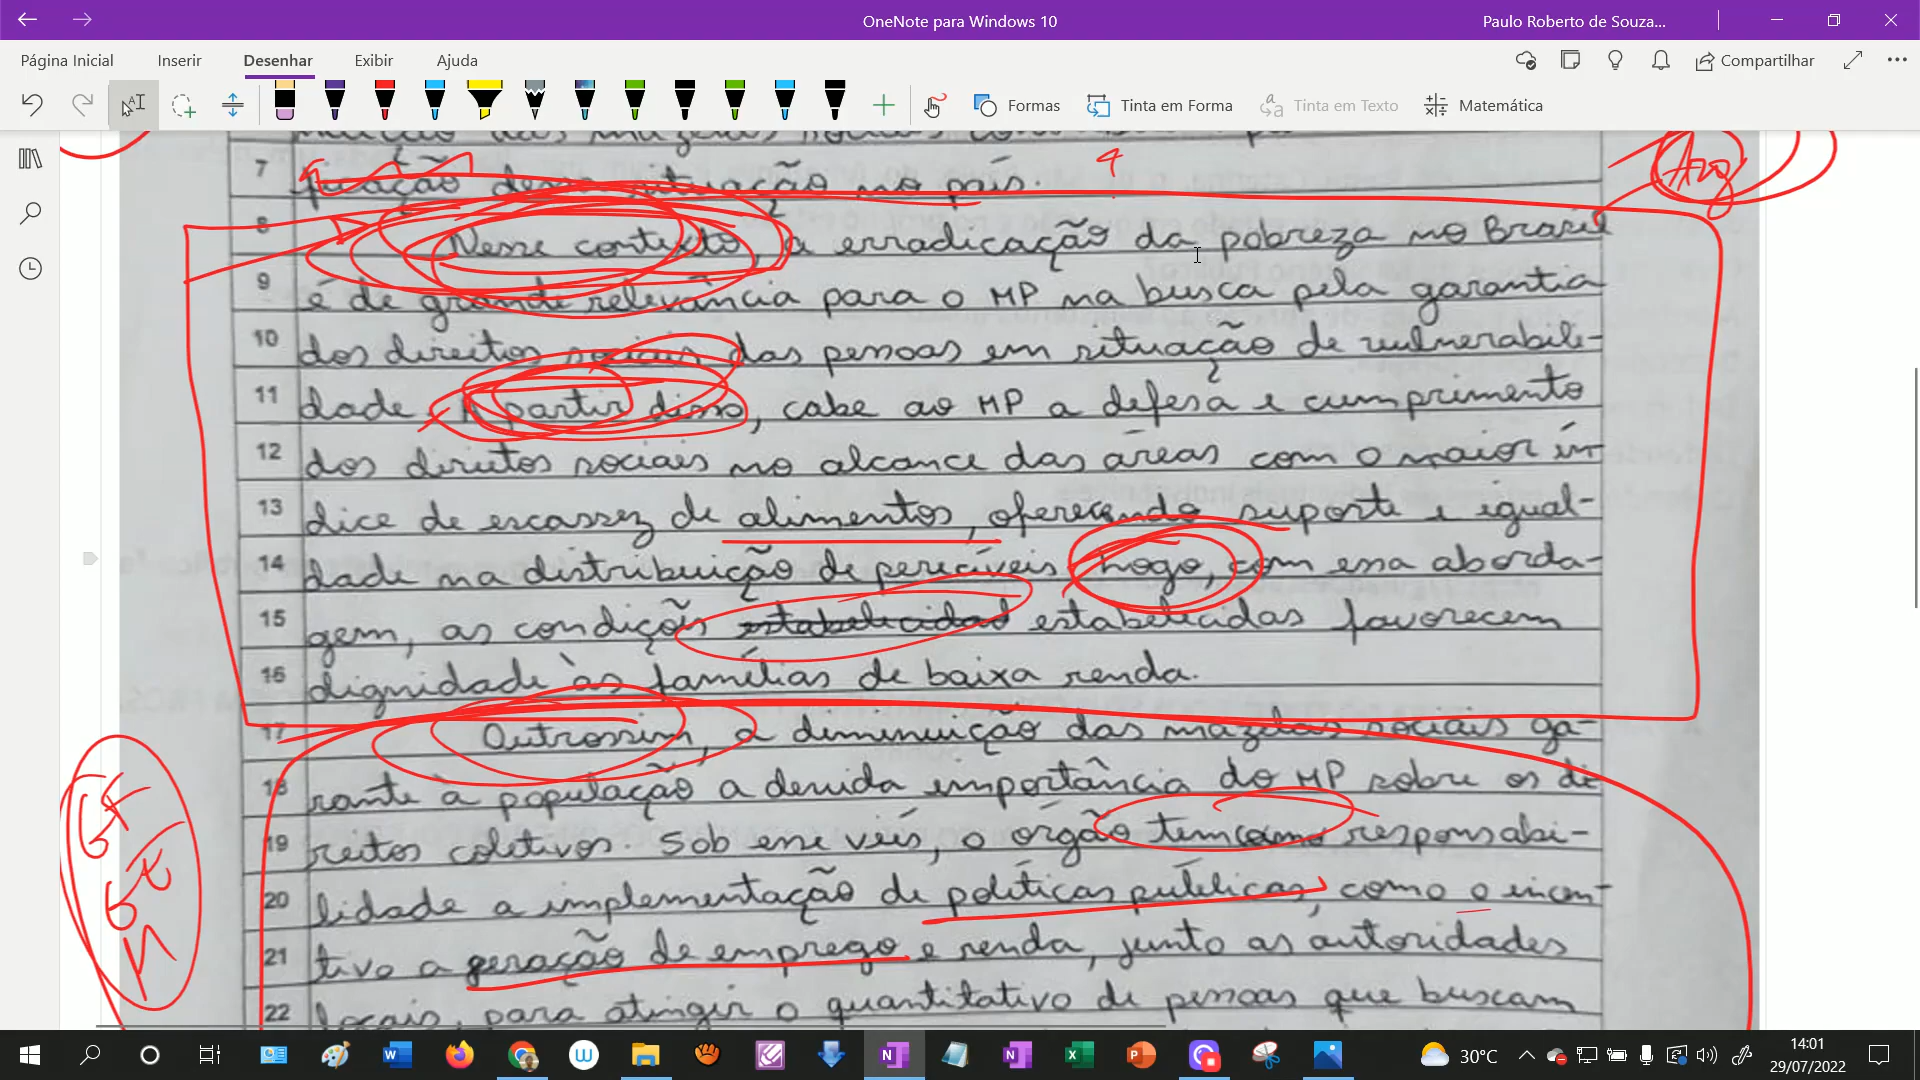 OneNote para Windows 10
Paulo Roberto de Souza...
Página Inicial Inserir Desenhar Exibir Ajuda
Compartilhar
Formas Tinta em Forma Tinta em Texto Matemática
7 ficação dessa situação no país.
4
Arg
8 Nesse contexto, a erradicação da pobreza no Brasil
9 é de grande relevância para o MP na busca pela garantia
10 dos direitos sociais das pessoas em situação de vulnerabili-
11 dade. A partir disso, cabe ao MP a defesa e cumprimento
12 dos direitos sociais no alcance das áreas com o maior ín-
13 dice de escassez de alimentos, oferecendo suporte e igual-
14 dade na distribuição de perecíveis. Logo, com essa aborda-
15 gem, as condições estabelecidas estabelecidas favorecem
16 dignidade às famílias de baixa renda.
17 Outrossim, a diminuição das mazelas sociais ga-
18 rante à população a devida importância do MP sobre os di
19 reitos coletivos. Sob esse viés, o órgão tem como responsabi-
20 lidade a implementação de políticas públicas, como o incen-
21 tivo a geração de emprego e renda, junto as autoridades
22 locais, para atingir o quantitativo de pessoas que buscam
30°C
14:01
29/07/2022